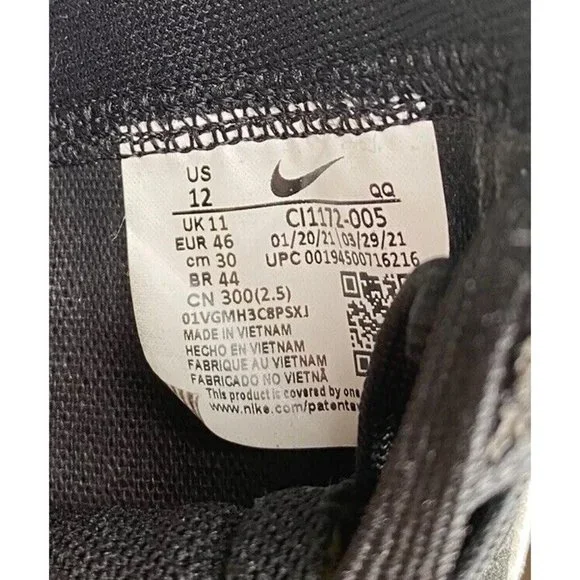 US
12
QQ
UK 11
CI1172-005
EUR 46
01/20/21 03/29/21
cm 30
UPC 00194500716216
BR 44
CN 300(2.5)
01VGMH3C8PSXJ
MADE IN VIETNAM
HECHO EN VIETNAM
FABRIQUE AU VIETNAM
FABRICADO NO VIETNÃ
This product is covered by one
www.nike.com/patents